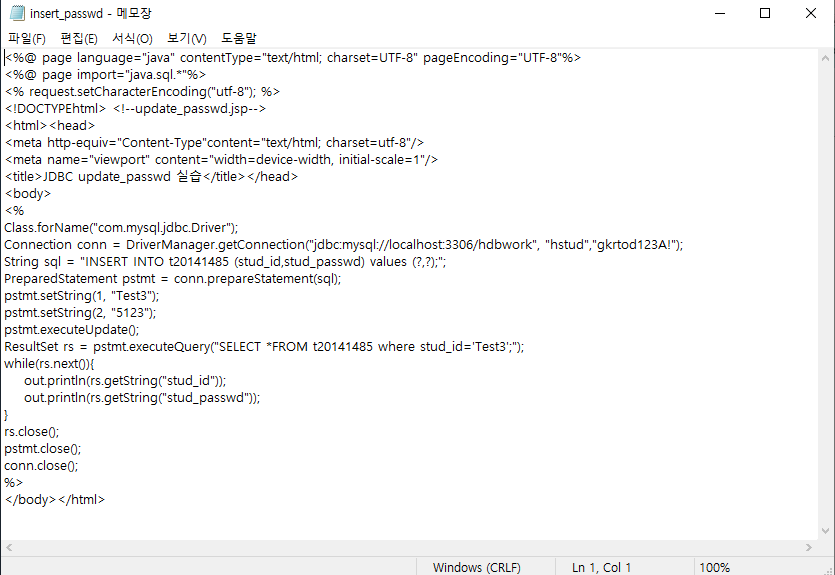 insert_passwd - 메모장
파일(F) 편집(E) 서식(O) 보기(V) 도움말
<%@ page language="java" contentType="text/html; charset=UTF-8" pageEncoding="UTF-8"%>
<%@ page import="java.sql.*"%>
<% request.setCharacterEncoding("utf-8"); %>
<!DOCTYPEhtml> <!--update_passwd.jsp-->
<html><head>
<meta http-equiv="Content-Type"content="text/html; charset=utf-8"/>
<meta name="viewport" content="width=device-width, initial-scale=1"/>
<title>JDBC update_passwd 실습</title></head>
<body>
<%
Class.forName("com.mysql.jdbc.Driver");
Connection conn = DriverManager.getConnection("jdbc:mysql://localhost:3306/hdbwork", "hstud","gkrtod123A!");
String sql = "INSERT INTO t20141485 (stud_id,stud_passwd) values (?,?);";
PreparedStatement pstmt = conn.prepareStatement(sql);
pstmt.setString(1, "Test3");
pstmt.setString(2, "5123");
pstmt.executeUpdate();
ResultSet rs = pstmt.executeQuery("SELECT *FROM t20141485 where stud_id='Test3';");
while(rs.next()){
    out.println(rs.getString("stud_id"));
    out.println(rs.getString("stud_passwd"));
}
rs.close();
pstmt.close();
conn.close();
%>
</body></html>
Windows (CRLF) Ln 1, Col 1 100%